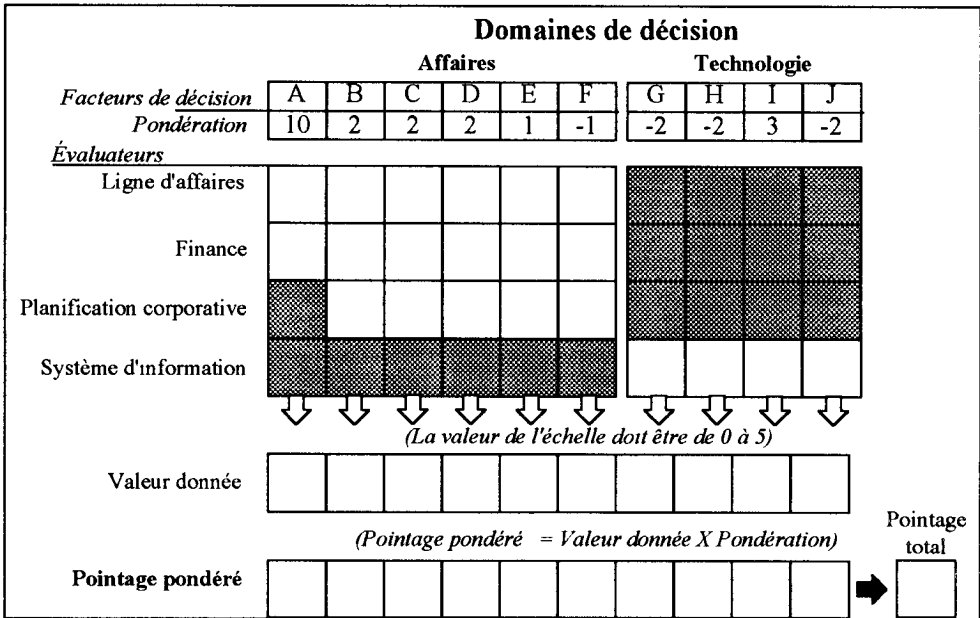 Domaines de décision
Affaires Technologie
Facteurs de décision A B C D E F G H I J
Pondération 10 2 2 2 1 -1 -2 -2 3 -2
Évaluateurs
Ligne d'affaires
Finance
Planification corporative
Système d'information
(La valeur de l'échelle doit être de 0 à 5)
Valeur donnée
(Pointage pondéré = Valeur donnée X Pondération)
Pointage
total
Pointage pondéré